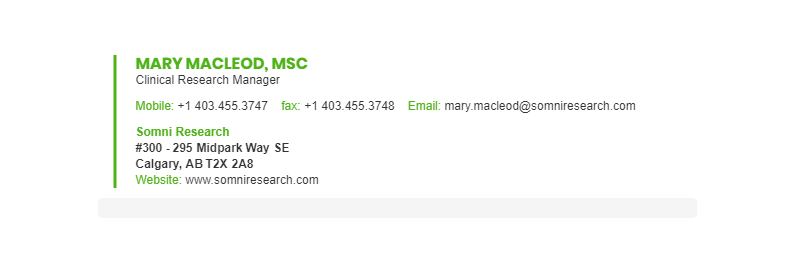 MARY MACLEOD, MSC
Clinical Research Manager
Mobile: +1 403.455.3747 fax: +1 403.455.3748 Email: mary.macleod@somniresearch.com
Somni Research
#300 - 295 Midpark Way SE
Calgary, AB T2X 2A8
Website: www.somniresearch.com